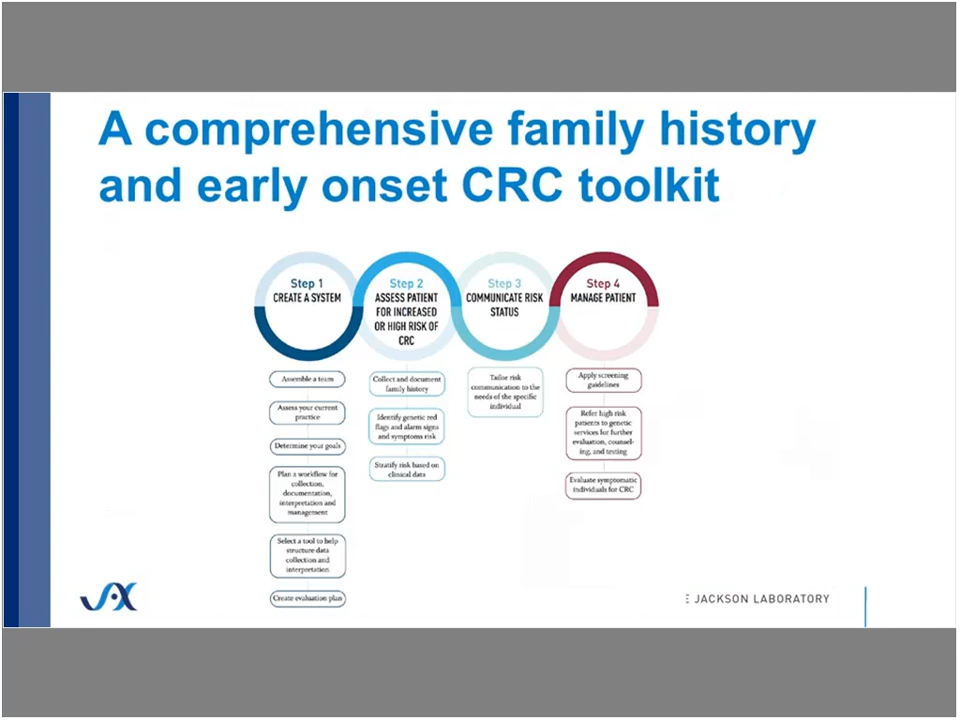 A comprehensive family history
and early onset CRC toolkit
Step 1
CREATE A SYSTEM
Assemble a team
Assess your current
practice
Determine your goals
Plan a workflow for
collection,
documentation,
interpretation and
management
Select a tool to help
structure data
collection and
interpretation
Create evaluation plan
Step 2
ASSESS PATIENT
FOR INCREASED
OR HIGH RISK OF
CRC
Collect and document
family history
Identify genetic red
flags and alarm signs
and symptoms risk
Stratify risk based on
clinical data
Step 3
COMMUNICATE RISK
STATUS
Tailor risk
communication to the
needs of the specific
individual
Step 4
MANAGE PATIENT
Apply screening
guidelines
Refer high risk
patients to genetic
services for further
evaluation, counsel-
ing, and testing
Evaluate symptomatic
individuals for CRC
JAX
JACKSON LABORATORY